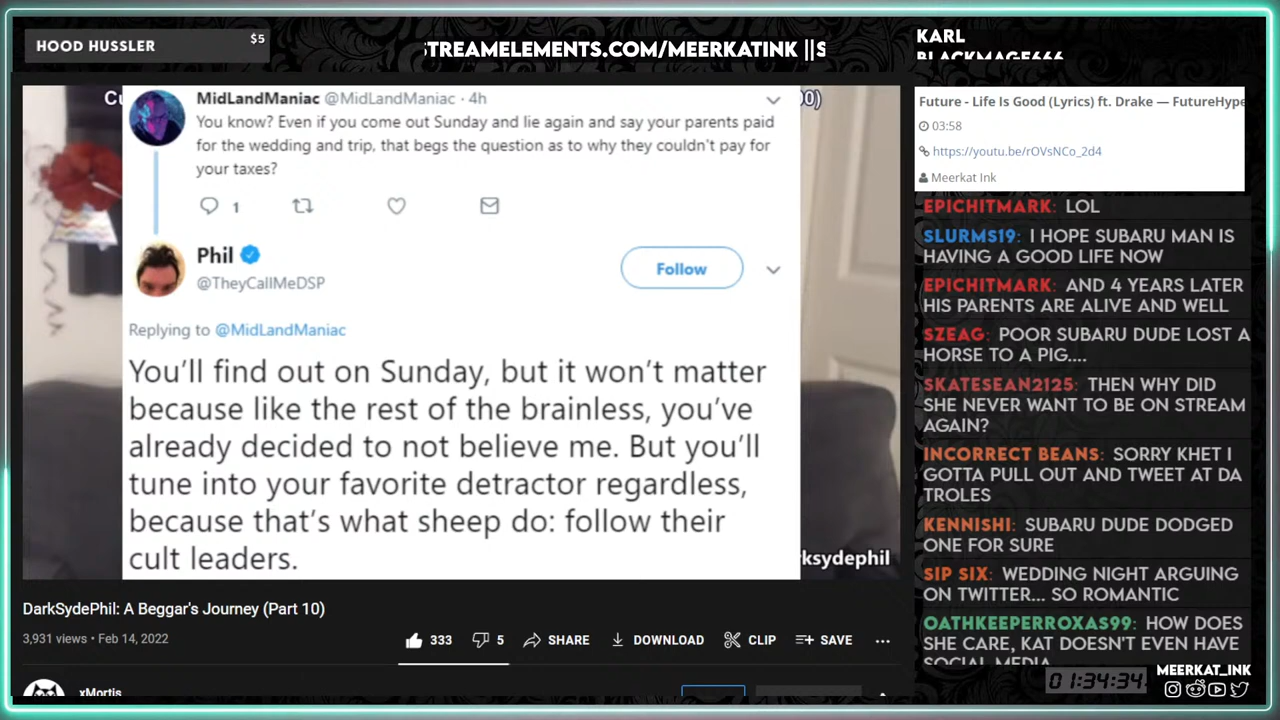 HOOD HUSSLER
$5
STREAMELEMENTS.COM/MEERKATINK ||S
KARL
BLACKMAGE666
MidLandManiac @MidLandManiac · 4h
You know? Even if you come out Sunday and lie again and say your parents paid
for the wedding and trip, that begs the question as to why they couldn't pay for
your taxes?
1
Phil
@TheyCallMeDSP
Follow
Replying to @MidLandManiac
You'll find out on Sunday, but it won't matter
because like the rest of the brainless, you've
already decided to not believe me. But you'll
tune into your favorite detractor regardless,
because that's what sheep do: follow their
cult leaders.
ksydephil
DarkSydePhil: A Beggar's Journey (Part 10)
3,931 views • Feb 14, 2022
333
5
SHARE
DOWNLOAD
CLIP
SAVE
xMortis
Future - Life Is Good (Lyrics) ft. Drake — FutureHype
03:58
https://youtu.be/rOVsNCo_2d4
Meerkat Ink
EPICHITMARK: LOL
SLURMS19: I HOPE SUBARU MAN IS
HAVING A GOOD LIFE NOW
EPICHITMARK: AND 4 YEARS LATER
HIS PARENTS ARE ALIVE AND WELL
SZEAG: POOR SUBARU DUDE LOST A
HORSE TO A PIG....
SKATESEAN2125: THEN WHY DID
SHE NEVER WANT TO BE ON STREAM
AGAIN?
INCORRECT BEANS: SORRY KHET I
GOTTA PULL OUT AND TWEET AT DA
TROLES
KENNISHI: SUBARU DUDE DODGED
ONE FOR SURE
SIP SIX: WEDDING NIGHT ARGUING
ON TWITTER... SO ROMANTIC
OATHKEEPERROXAS99: HOW DOES
SHE CARE, KAT DOESN'T EVEN HAVE
SOCIAL MEDIA
01:34:34
MEERKAT_INK